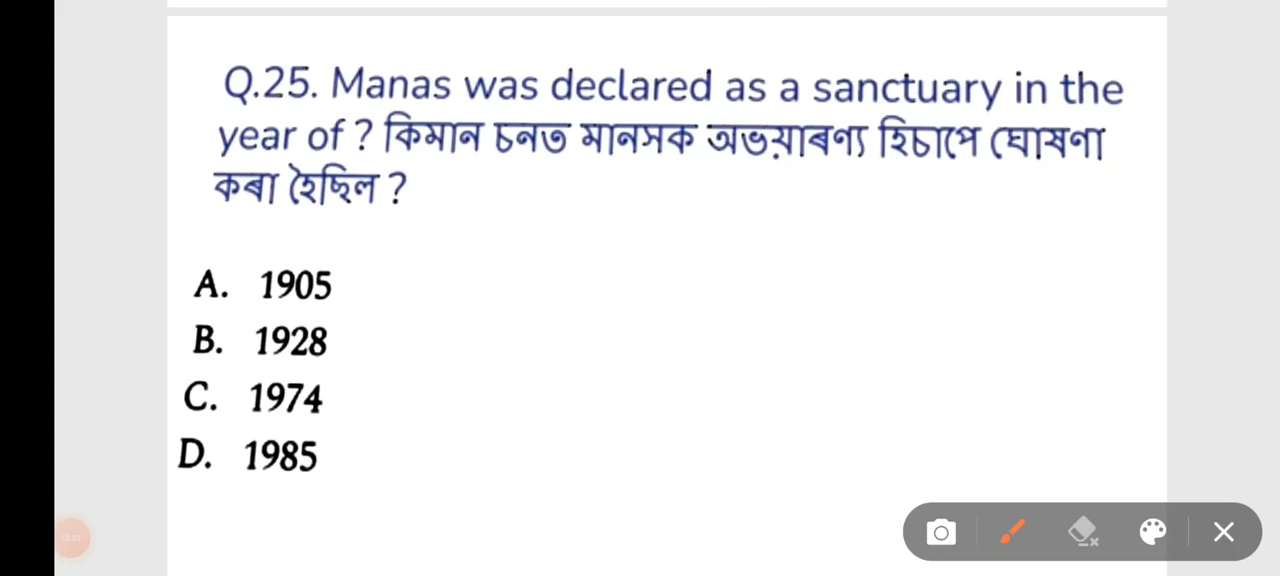 Q.25. Manas was declared as a sanctuary in the
year of ? কিমান চনত মানসক অভয়াৰণ্য হিচাপে ঘোষণা
কৰা হৈছিল ?
A. 1905
B. 1928
C. 1974
D. 1985